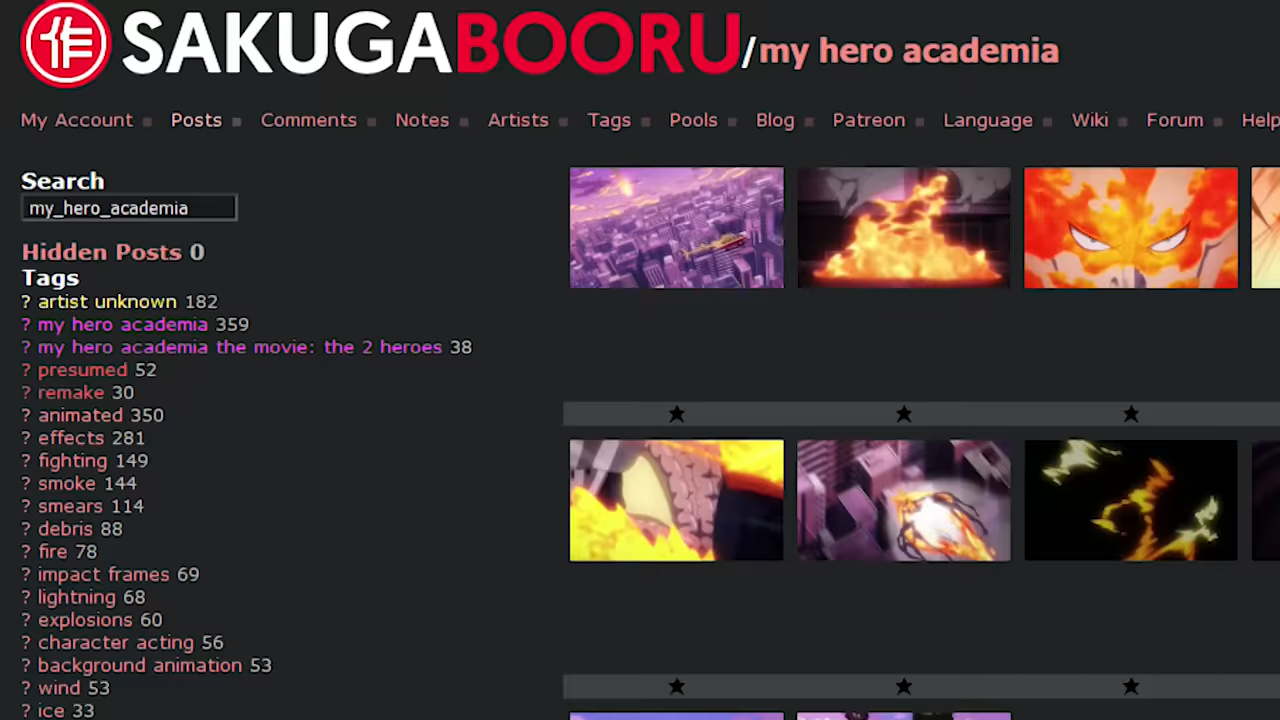 作 SAKUGABOORU/my hero academia
My Account Posts Comments Notes Artists Tags Pools Blog Patreon Language Wiki Forum Help
Search
my_hero_academia
Hidden Posts 0
Tags
? artist unknown 182
? my hero academia 359
? my hero academia the movie: the 2 heroes 38
? presumed 52
? remake 30
? animated 350
? effects 281
? fighting 149
? smoke 144
? smears 114
? debris 88
? fire 78
? impact frames 69
? lightning 68
? explosions 60
? character acting 56
? background animation 53
? wind 53
? ice 33